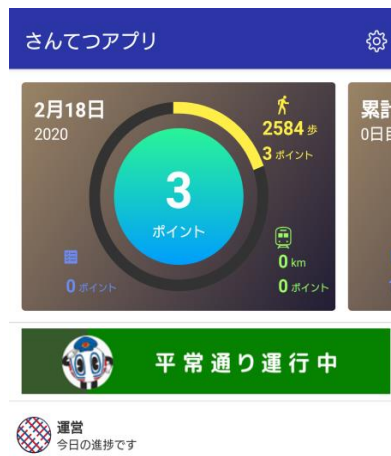 さんてつアプリ
2月18日
2020
2584 歩
3 ポイント
3
ポイント
0 km
0 ポイント
0 ポイント
累計
0日目
平常通り運行中
運営
今日の進捗です